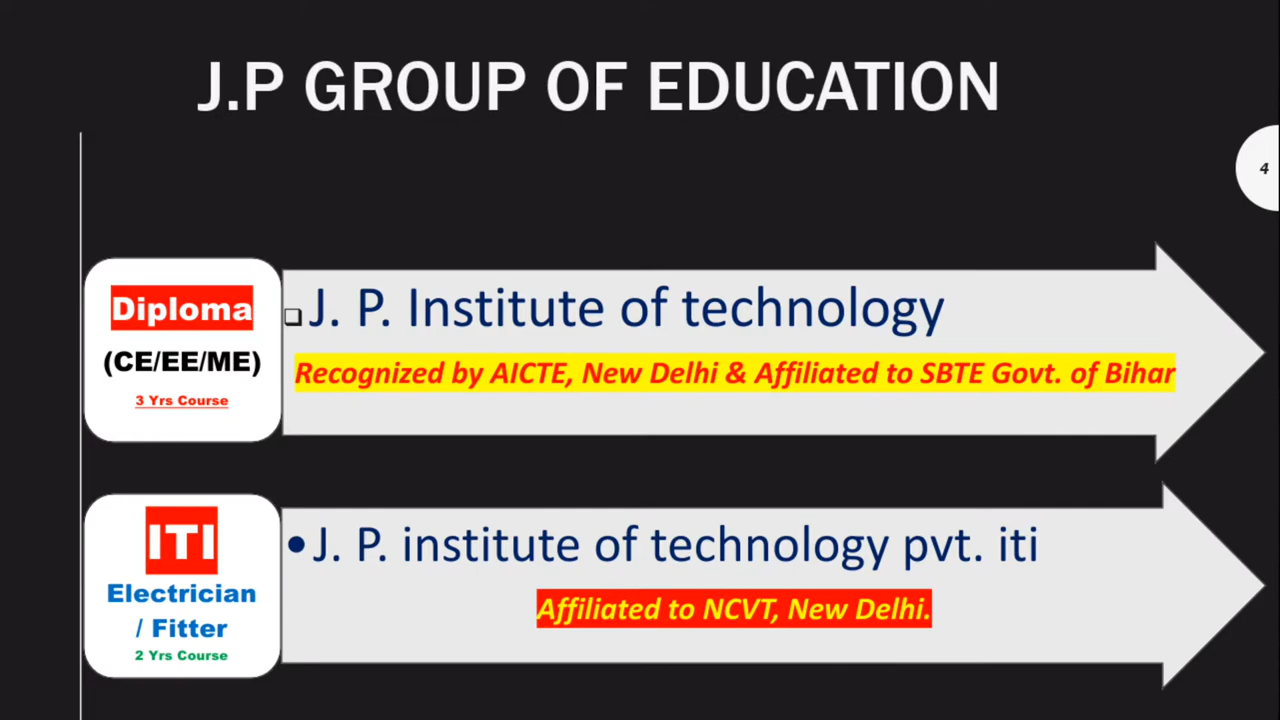 J.P GROUP OF EDUCATION
4
Diploma
(CE/EE/ME)
3 Yrs Course
❑J. P. Institute of technology
Recognized by AICTE, New Delhi & Affiliated to SBTE Govt. of Bihar
ITI
Electrician
/ Fitter
2 Yrs Course
•J. P. institute of technology pvt. iti
Affiliated to NCVT, New Delhi.